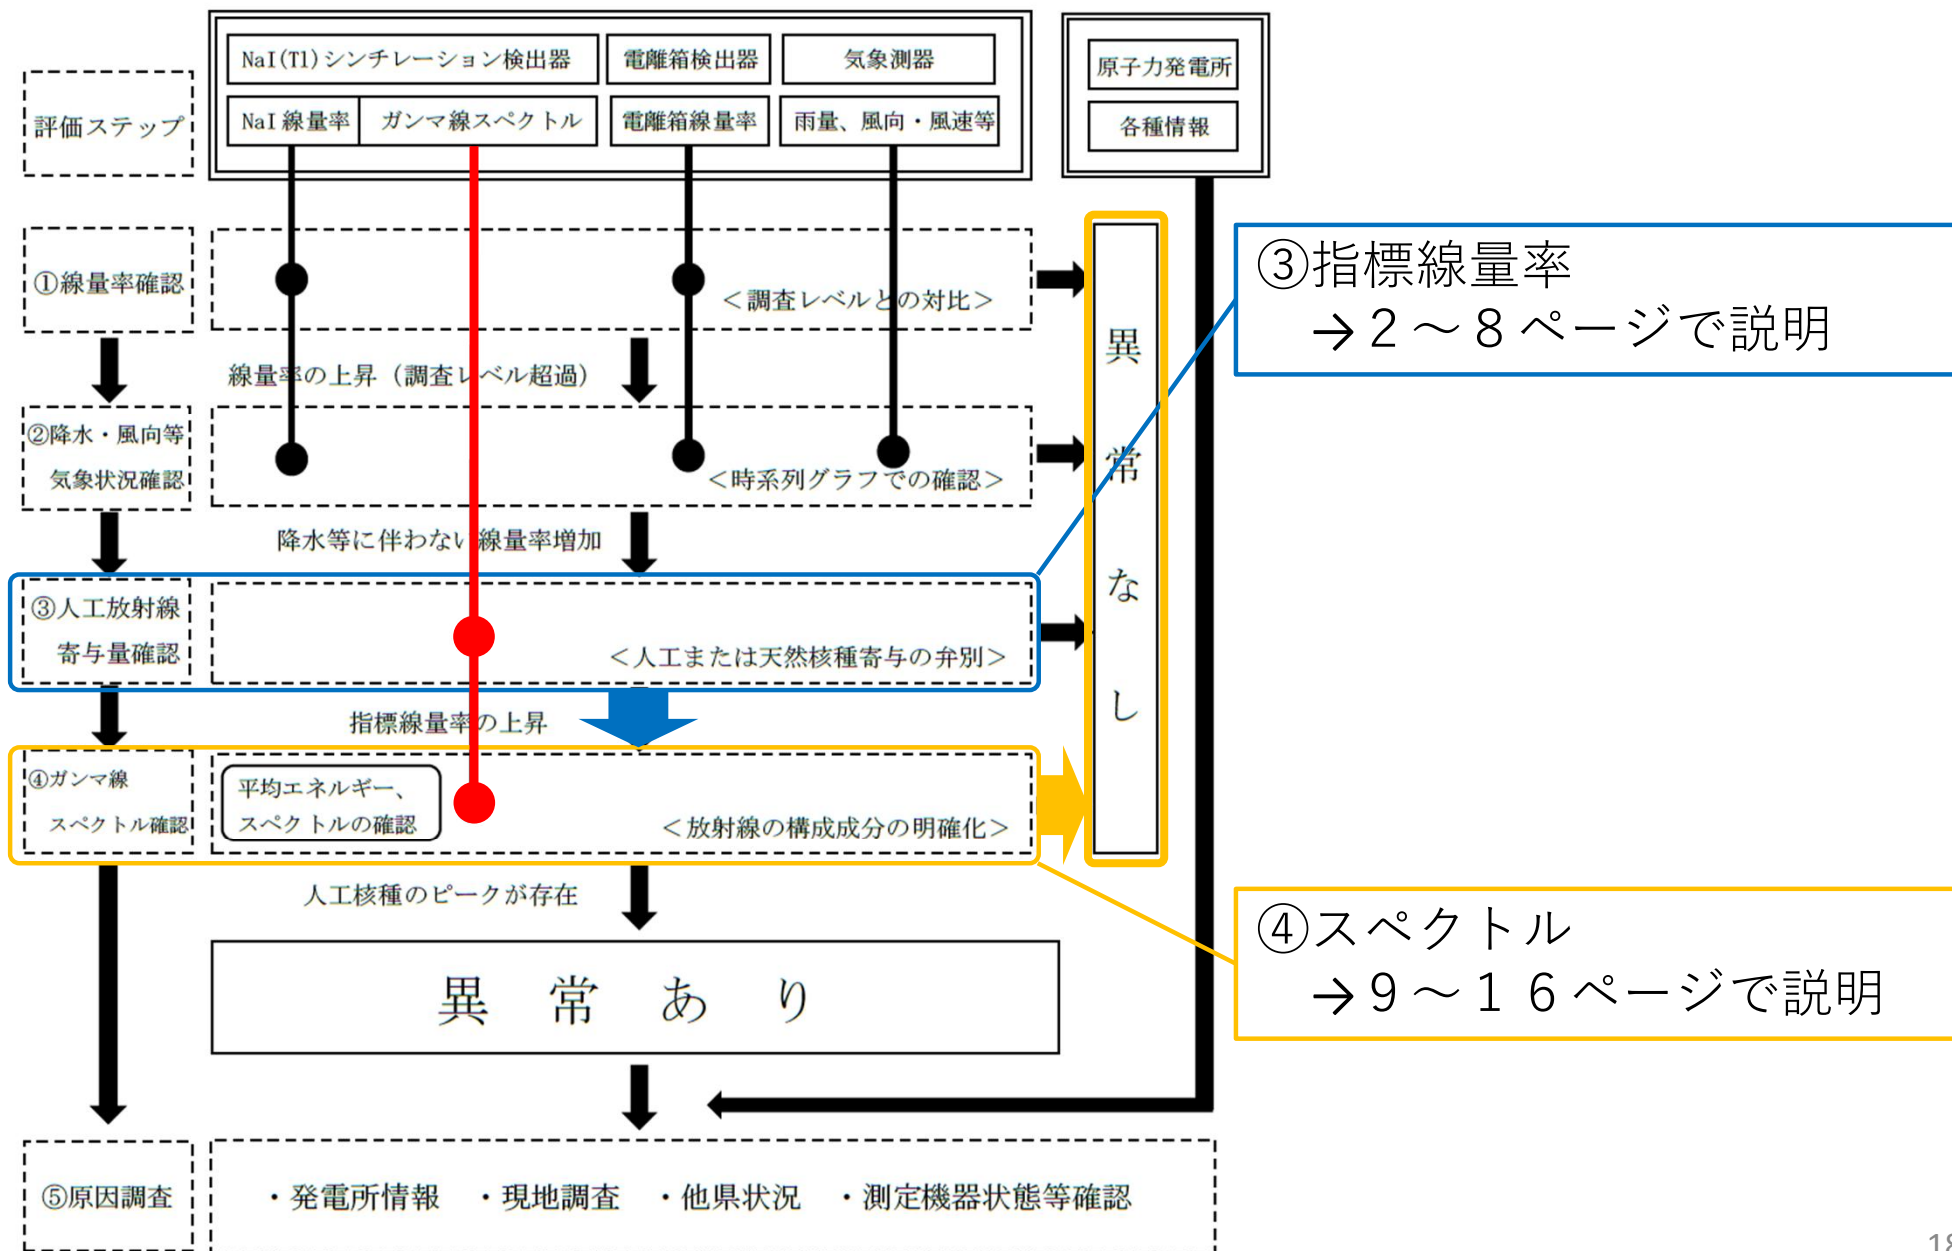 NaI(Tl)シンチレーション検出器
電離箱検出器
気象測器
原子力発電所
評価ステップ
NaI線量率
ガンマ線スペクトル
電離箱線量率
雨量、風向・風速等
各種情報
①線量率確認
＜調査レベルとの対比＞
線量率の上昇（調査レベル超過）
②降水・風向等
気象状況確認
＜時系列グラフでの確認＞
降水等に伴わない線量率増加
③人工放射線
寄与量確認
＜人工または天然核種寄与の弁別＞
指標線量率の上昇
④ガンマ線
スペクトル確認
平均エネルギー、
スペクトルの確認
＜放射線の構成成分の明確化＞
異常なし
③指標線量率
→２～８ページで説明
④スペクトル
→９～１６ページで説明
人工核種のピークが存在
異常あり
⑤原因調査
・発電所情報　・現地調査　・他県状況　・測定機器状態等確認
18